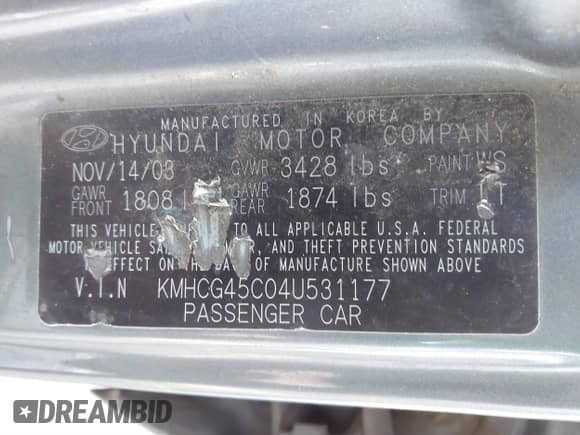 MANUFACTURED IN KOREA BY
HYUNDAI MOTOR COMPANY
NOV/14/03 GVWR 3428 lbs PAINT WS
GAWR FRONT 1808 GAWR REAR 1874 lbs TRIM
THIS VEHICLE TO ALL APPLICABLE U.S.A. FEDERAL
MOTOR VEHICLE AND THEFT PREVENTION STANDARDS
EFFECT ON THE OF MANUFACTURE SHOWN ABOVE
V.I.N KMHCG45C04U531177
PASSENGER CAR
DREAMBID